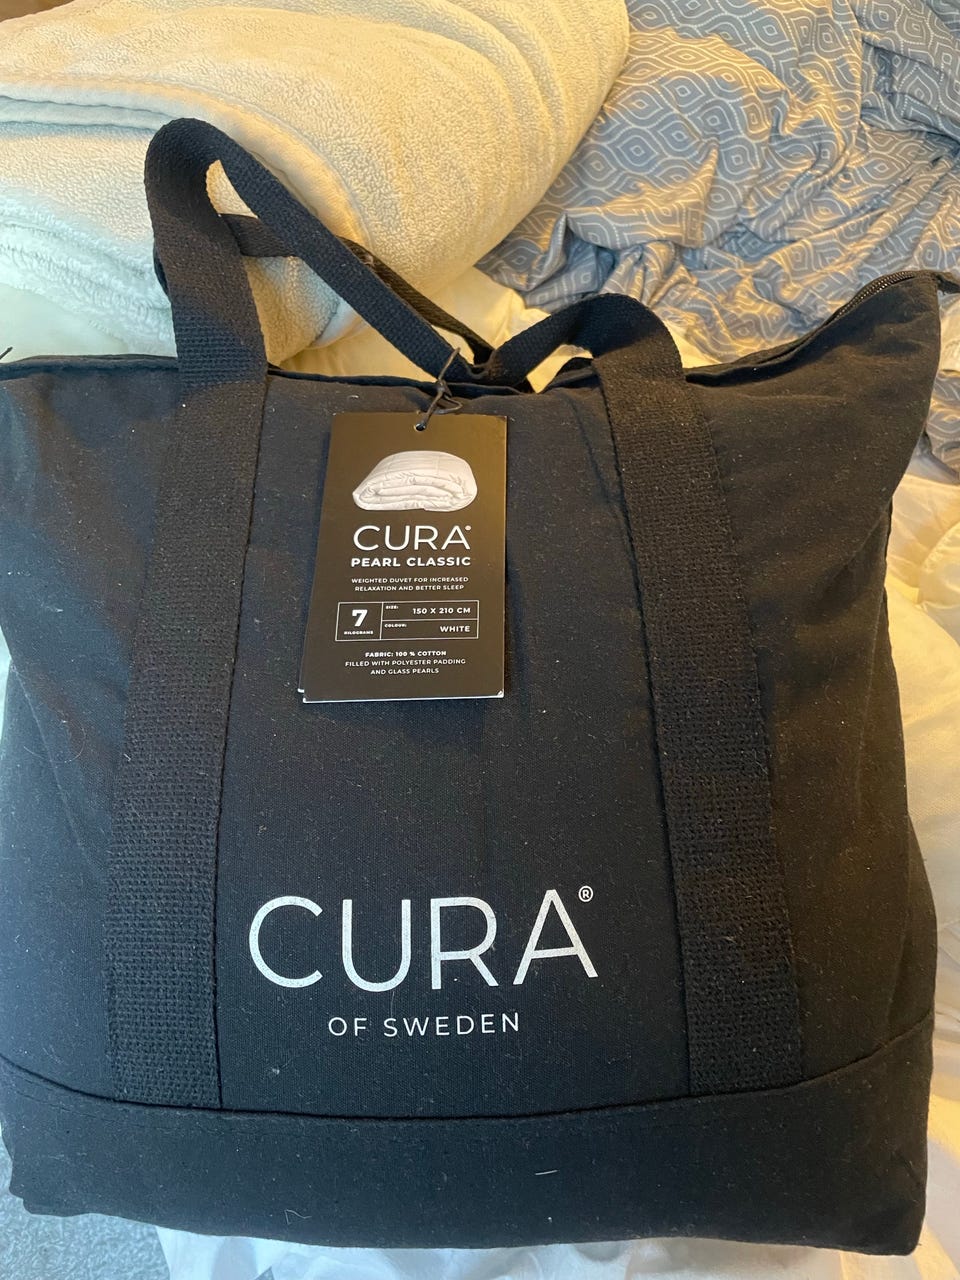 CURA®
PEARL CLASSIC
WEIGHTED DUVET FOR INCREASED
RELAXATION AND BETTER SLEEP
7
KILOGRAMS
SIZE:
150 X 210 CM
COLOUR:
WHITE
FABRIC: 100 % COTTON
FILLED WITH POLYESTER PADDING
AND GLASS PEARLS
CURA®
OF SWEDEN